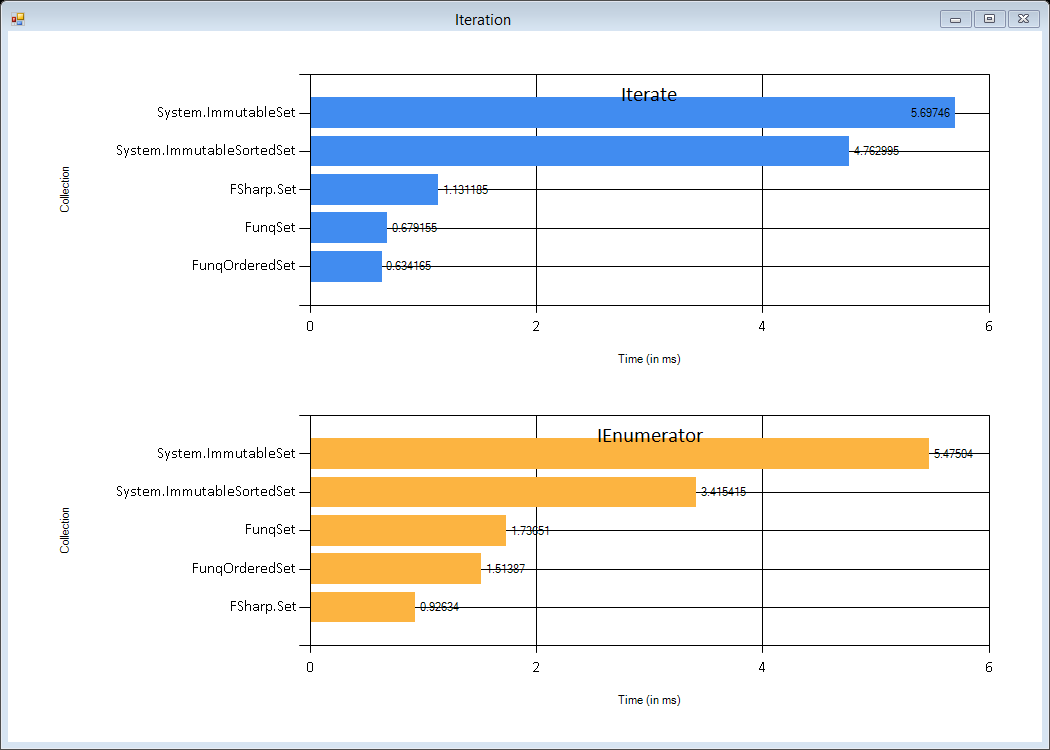 Iteration
Iterate
Collection
System.ImmutableSet 5.69746
System.ImmutableSortedSet 4.762995
FSharp.Set 1.131185
FunqSet 0.679155
FunqOrderedSet 0.634165
0 2 4 6
Time (in ms)
IEnumerator
Collection
System.ImmutableSet 5.47504
System.ImmutableSortedSet 3.415415
FunqSet
FunqOrderedSet 1.51387
FSharp.Set 0.92634
0 2 4 6
Time (in ms)